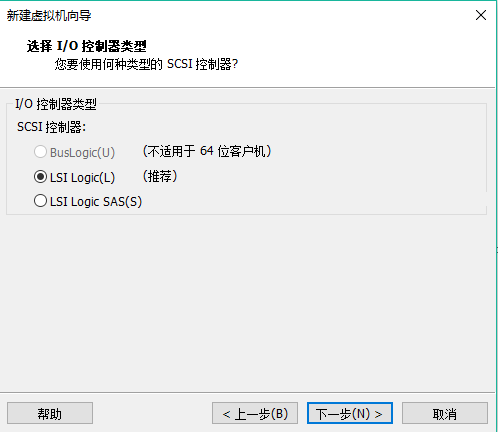 新建虚拟机向导
选择 I/O 控制器类型
您要使用何种类型的 SCSI 控制器?
I/O 控制器类型
SCSI 控制器:
BusLogic(U) （不适用于 64 位客户机）
LSI Logic(L) （推荐）
LSI Logic SAS(S)
帮助 < 上一步(B) 下一步(N) > 取消